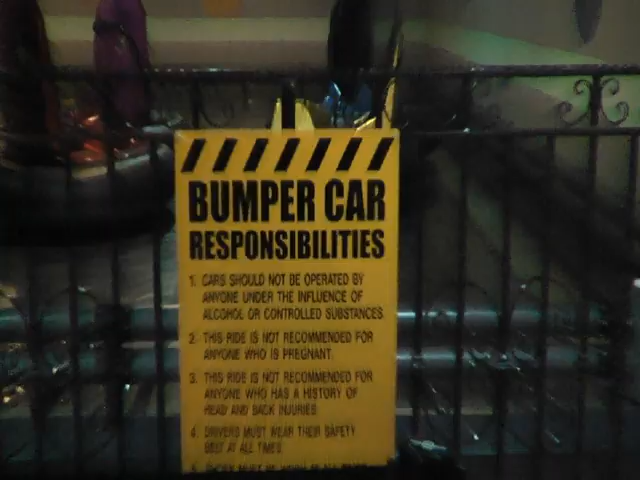 BUMPER CAR
RESPONSIBILITIES
1. CARS SHOULD NOT BE OPERATED BY
ANYONE UNDER THE INFLUENCE OF
ALCOHOL OR CONTROLLED SUBSTANCES.
2. THIS RIDE IS NOT RECOMMENDED FOR
ANYONE WHO IS PREGNANT.
3. THIS RIDE IS NOT RECOMMENDED FOR
ANYONE WHO HAS A HISTORY OF
HEAD AND BACK INJURIES
4. DRIVERS MUST WEAR THEIR SAFETY
BELT AT ALL TIMES
5.